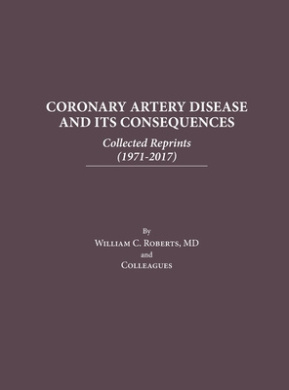 CORONARY ARTERY DISEASE
AND ITS CONSEQUENCES
Collected Reprints
(1971-2017)
By
WILLIAM C. ROBERTS, MD
and
COLLEAGUES